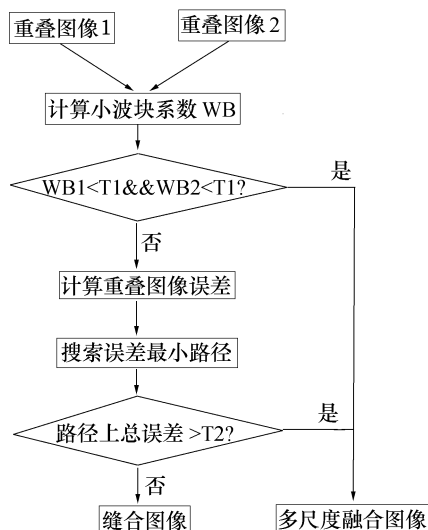 重叠图像1
重叠图像2
计算小波块系数 WB
WB1<T1&&WB2<T1?
是
否
计算重叠图像误差
搜索误差最小路径
路径上总误差 >T2?
是
否
缝合图像
多尺度融合图像